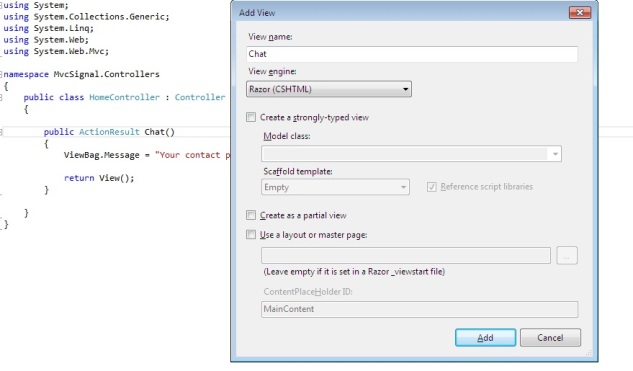 using System;
using System.Collections.Generic;
using System.Linq;
using System.Web;
using System.Web.Mvc;
namespace MvcSignal.Controllers
{
public class HomeController : Controller
{
public ActionResult Chat()
{
ViewBag.Message = "Your contact p
return View();
}
}
}
Add View
View name:
Chat
View engine:
Razor (CSHTML)
Create a strongly-typed view
Model class:
Scaffold template:
Empty
Reference script libraries
Create as a partial view
Use a layout or master page:
...
(Leave empty if it is set in a Razor _viewstart file)
ContentPlaceHolder ID:
MainContent
Add
Cancel